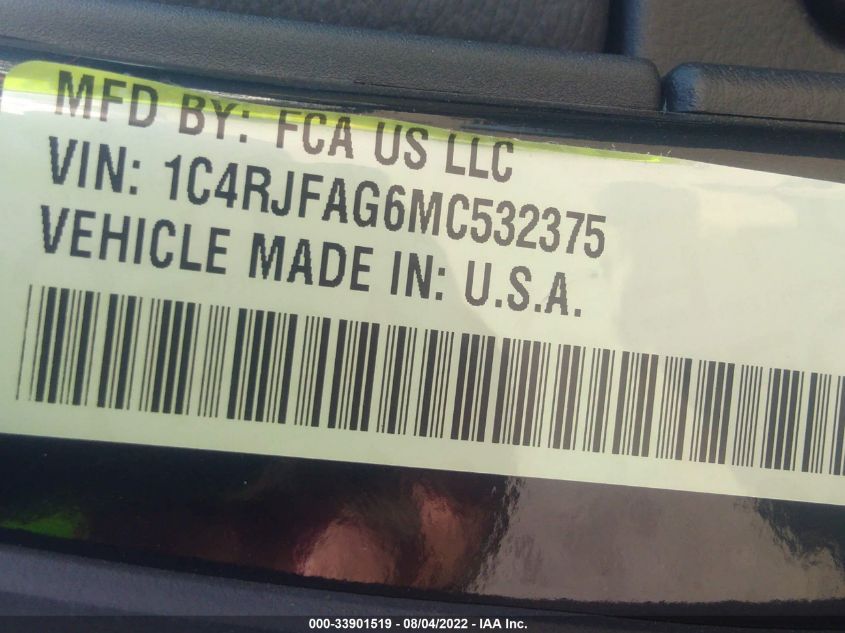 MFD BY: FCA US LLC
VIN: 1C4RJFAG6MC532375
VEHICLE MADE IN: U.S.A.
000-33901519 - 08/04/2022 - IAA Inc.